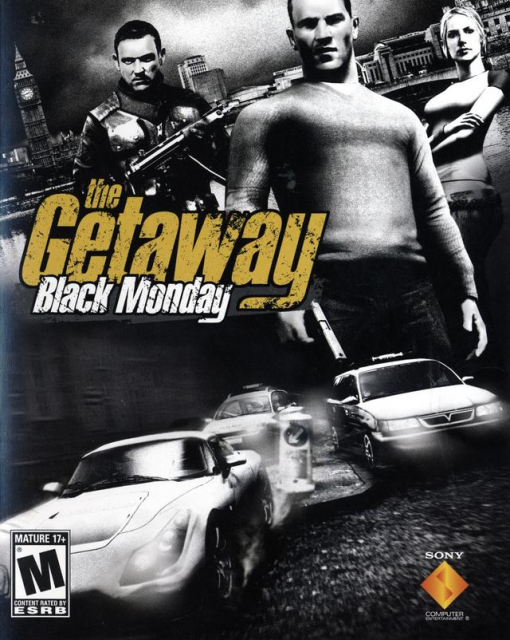 the
Getaway
Black Monday
MATURE 17+
M
CONTENT RATED BY
ESRB
SONY
COMPUTER
ENTERTAINMENT ®